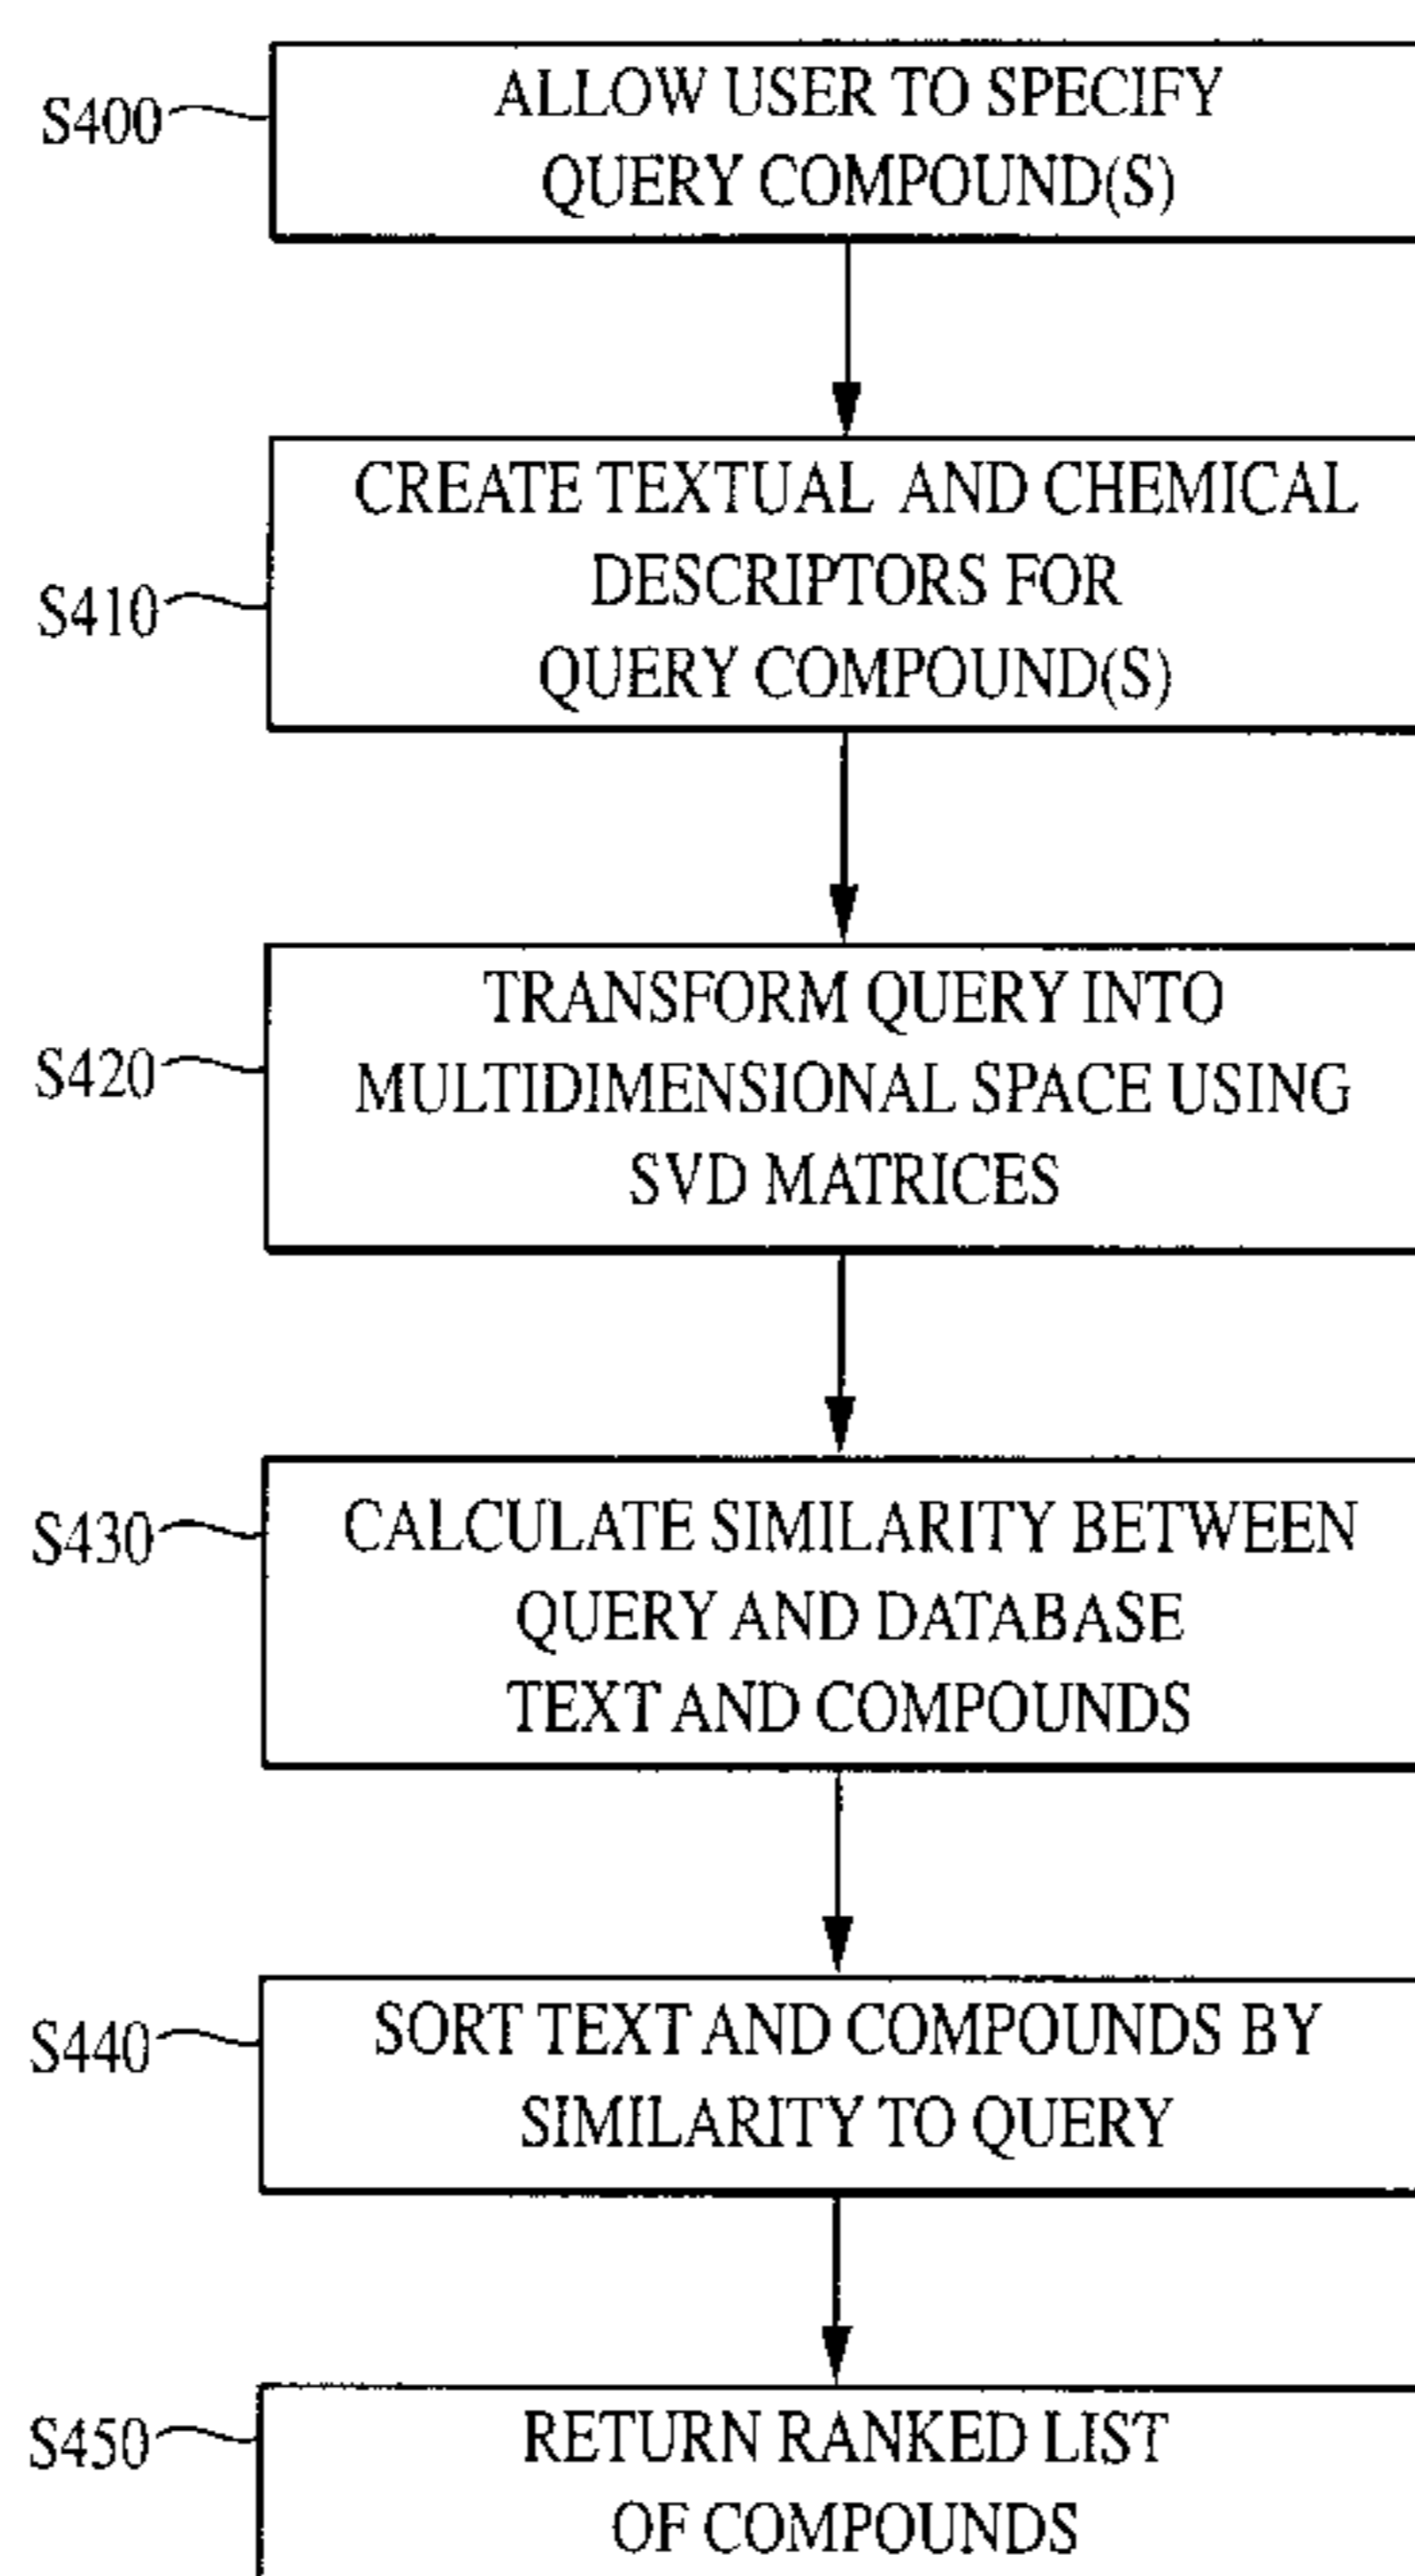 S400
ALLOW USER TO SPECIFY
QUERY COMPOUND(S)
S410
CREATE TEXTUAL AND CHEMICAL
DESCRIPTORS FOR
QUERY COMPOUND(S)
S420
TRANSFORM QUERY INTO
MULTIDIMENSIONAL SPACE USING
SVD MATRICES
S430
CALCULATE SIMILARITY BETWEEN
QUERY AND DATABASE
TEXT AND COMPOUNDS
S440
SORT TEXT AND COMPOUNDS BY
SIMILARITY TO QUERY
S450
RETURN RANKED LIST
OF COMPOUNDS